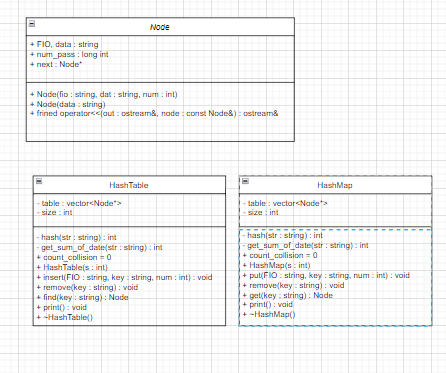 Node
+ FIO, data : string
+ num_pass : long int
+ next : Node*
+ Node(fio : string, dat : string, num : int)
+ Node(data : string)
+ frined operator<<(out : ostream&, node : const Node&) : ostream&
HashTable
- table : vector<Node*>
- size : int
- hash(str : string) : int
- get_sum_of_date(str : string) : int
+ count_collision = 0
+ HashTable(s : int)
+ insert(FIO : string, key : string, num : int) : void
+ remove(key : string) : void
+ find(key : string) : Node
+ print() : void
+ ~HashTable()
HashMap
- table : vector<Node*>
- size : int
- hash(str : string) : int
- get_sum_of_date(str : string) : int
+ count_collision = 0
+ HashMap(s : int)
+ put(FIO : string, key : string, num : int) : void
+ remove(key : string) : void
+ get(key : string) : Node
+ print() : void
+ ~HashMap()